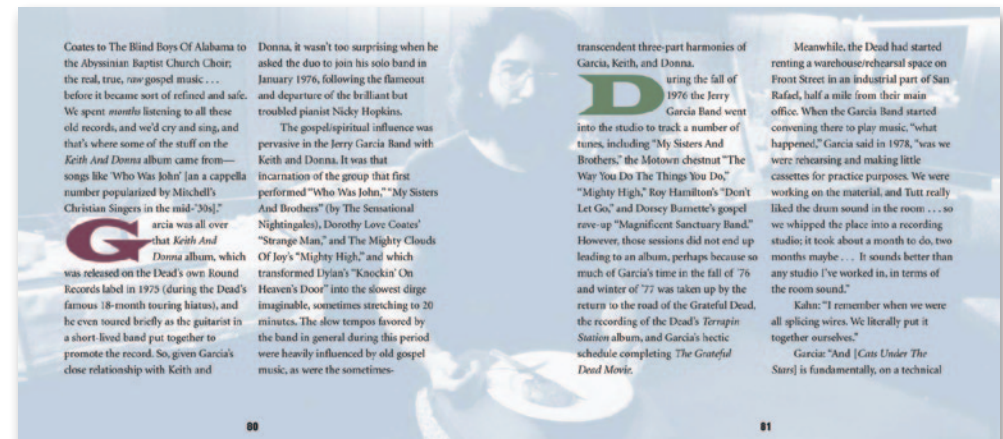 Coates to The Blind Boys Of Alabama to
the Abyssinian Baptist Church Choir;
the real, true, raw gospel music . . .
before it became sort of refined and safe.
We spent months listening to all these
old records, and we'd cry and sing, and
that's where some of the stuff on the
Keith And Donna album came from—
songs like 'Who Was John' [an a cappella
number popularized by Mitchell's
Christian Singers in the mid-'30s]."
Garcia was all over
that Keith And
Donna album, which
was released on the Dead's own Round
Records label in 1975 (during the Dead's
famous 18-month touring hiatus), and
he even toured briefly as the guitarist in
a short-lived band put together to
promote the record. So, given Garcia's
close relationship with Keith and
Donna, it wasn't too surprising when he
asked the duo to join his solo band in
January 1976, following the flameout
and departure of the brilliant but
troubled pianist Nicky Hopkins.
The gospel/spiritual influence was
pervasive in the Jerry Garcia Band with
Keith and Donna. It was that
incarnation of the group that first
performed "Who Was John," "My Sisters
And Brothers" (by The Sensational
Nightingales), Dorothy Love Coates'
"Strange Man," and The Mighty Clouds
Of Joy's "Mighty High," and which
transformed Dylan's "Knockin' On
Heaven's Door" into the slowest dirge
imaginable, sometimes stretching to 20
minutes. The slow tempos favored by
the band in general during this period
were heavily influenced by old gospel
music, as were the sometimes-
80
transcendent three-part harmonies of
Garcia, Keith, and Donna.
During the fall of
1976 the Jerry
Garcia Band went
into the studio to track a number of
tunes, including "My Sisters And
Brothers," the Motown chestnut "The
Way You Do The Things You Do,"
"Mighty High," Roy Hamilton's "Don't
Let Go," and Dorsey Burnette's gospel
rave-up "Magnificent Sanctuary Band."
However, those sessions did not end up
leading to an album, perhaps because so
much of Garcia's time in the fall of '76
and winter of '77 was taken up by the
return to the road of the Grateful Dead,
the recording of the Dead's Terrapin
Station album, and Garcia's hectic
schedule completing The Grateful
Dead Movie.
Meanwhile, the Dead had started
renting a warehouse/rehearsal space on
Front Street in an industrial part of San
Rafael, half a mile from their main
office. When the Garcia Band started
convening there to play music, "what
happened," Garcia said in 1978, "was we
were rehearsing and making little
cassettes for practice purposes. We were
working on the material, and Tutt really
liked the drum sound in the room . . . so
we whipped the place into a recording
studio; it took about a month to do, two
months maybe . . . It sounds better than
any studio I've worked in, in terms of
the room sound."
Kahn: "I remember when we were
all splicing wires. We literally put it
together ourselves."
Garcia: "And [Cats Under The
Stars] is fundamentally, on a technical
81